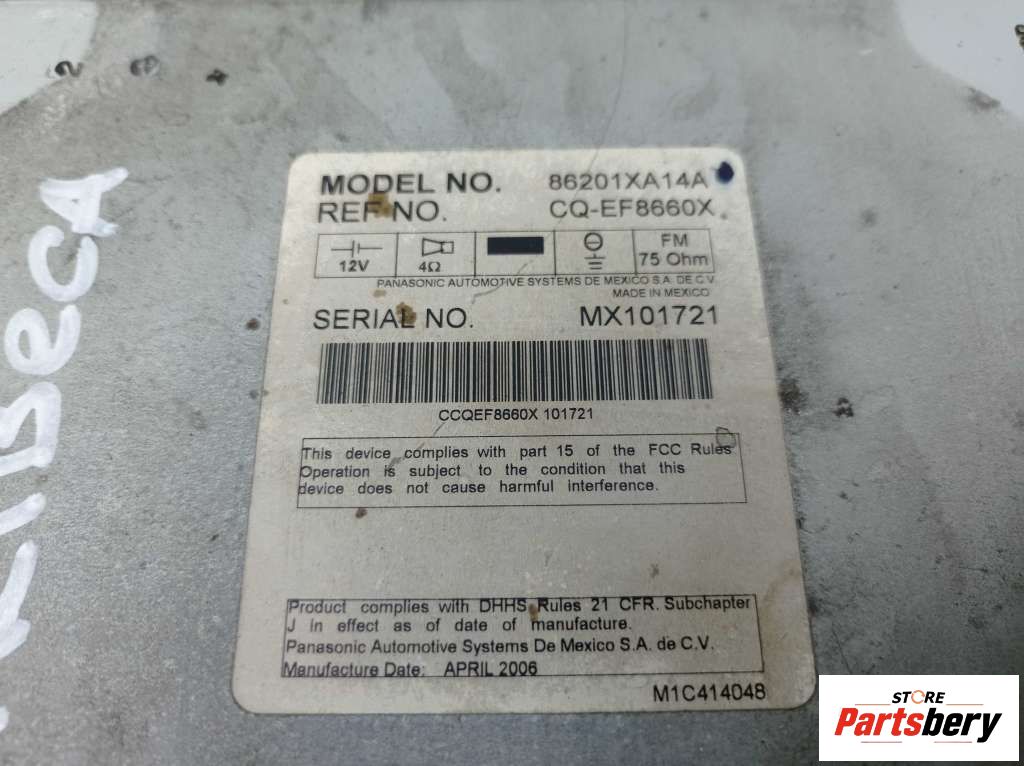 2 8 4
MODEL NO. 86201XA14A
REF NO. CQ-EF8660X
12V 4Ω FM 75 Ohm
PANASONIC AUTOMOTIVE SYSTEMS DE MEXICO S.A. DE C.V.
MADE IN MEXICO
SERIAL NO. MX101721
CCQEF8660X 101721
This device complies with part 15 of the FCC Rules
Operation is subject to the condition that this
device does not cause harmful interference.
Product complies with DHHS Rules 21 CFR. Subchapter
J In effect as of date of manufacture.
Panasonic Automotive Systems De Mexico S.A. de C.V.
Manufacture Date: APRIL 2006
M1C414048
STORE
Partsbery